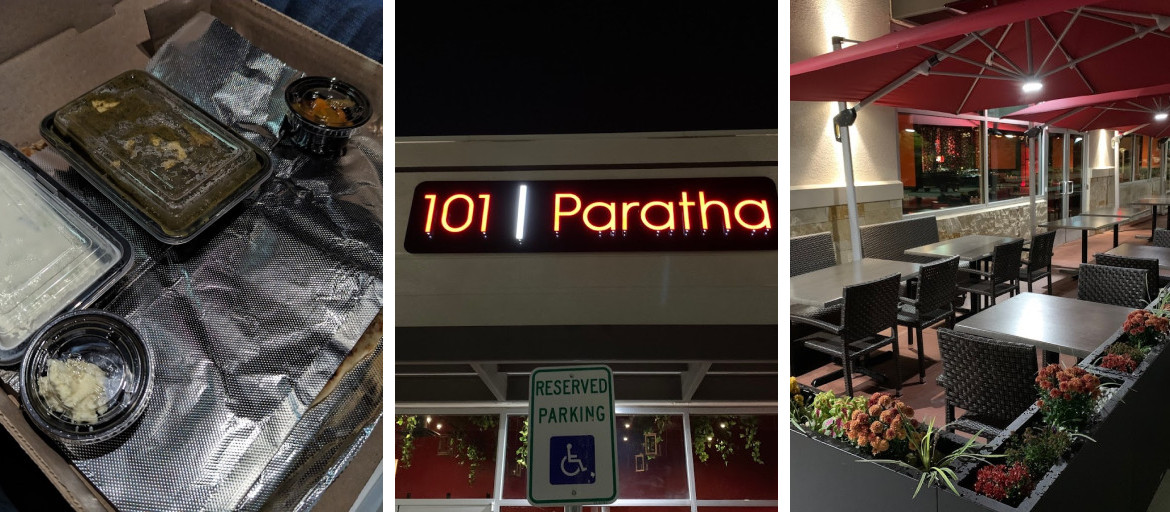 101 | Paratha
RESERVED
PARKING